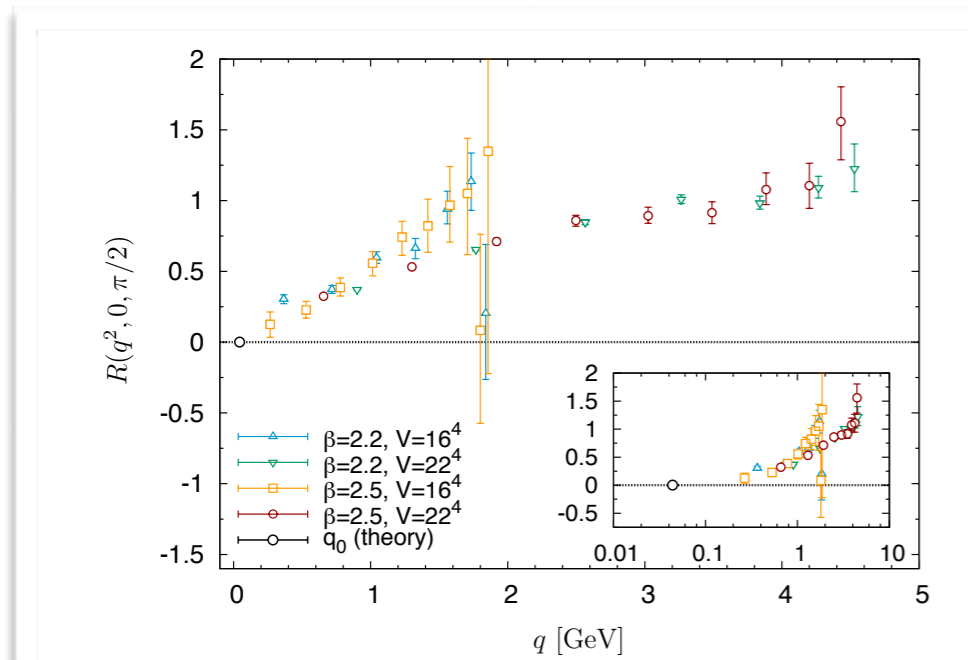 2
1.5
1
0.5
0
-0.5
-1
-1.5
R(q², 0, π/2)
0 1 2 3 4 5
q [GeV]
β=2.2, V=16⁴
β=2.2, V=22⁴
β=2.5, V=16⁴
β=2.5, V=22⁴
q₀ (theory)
2
1.5
1
0.5
0
-0.5
0.01 0.1 1 10